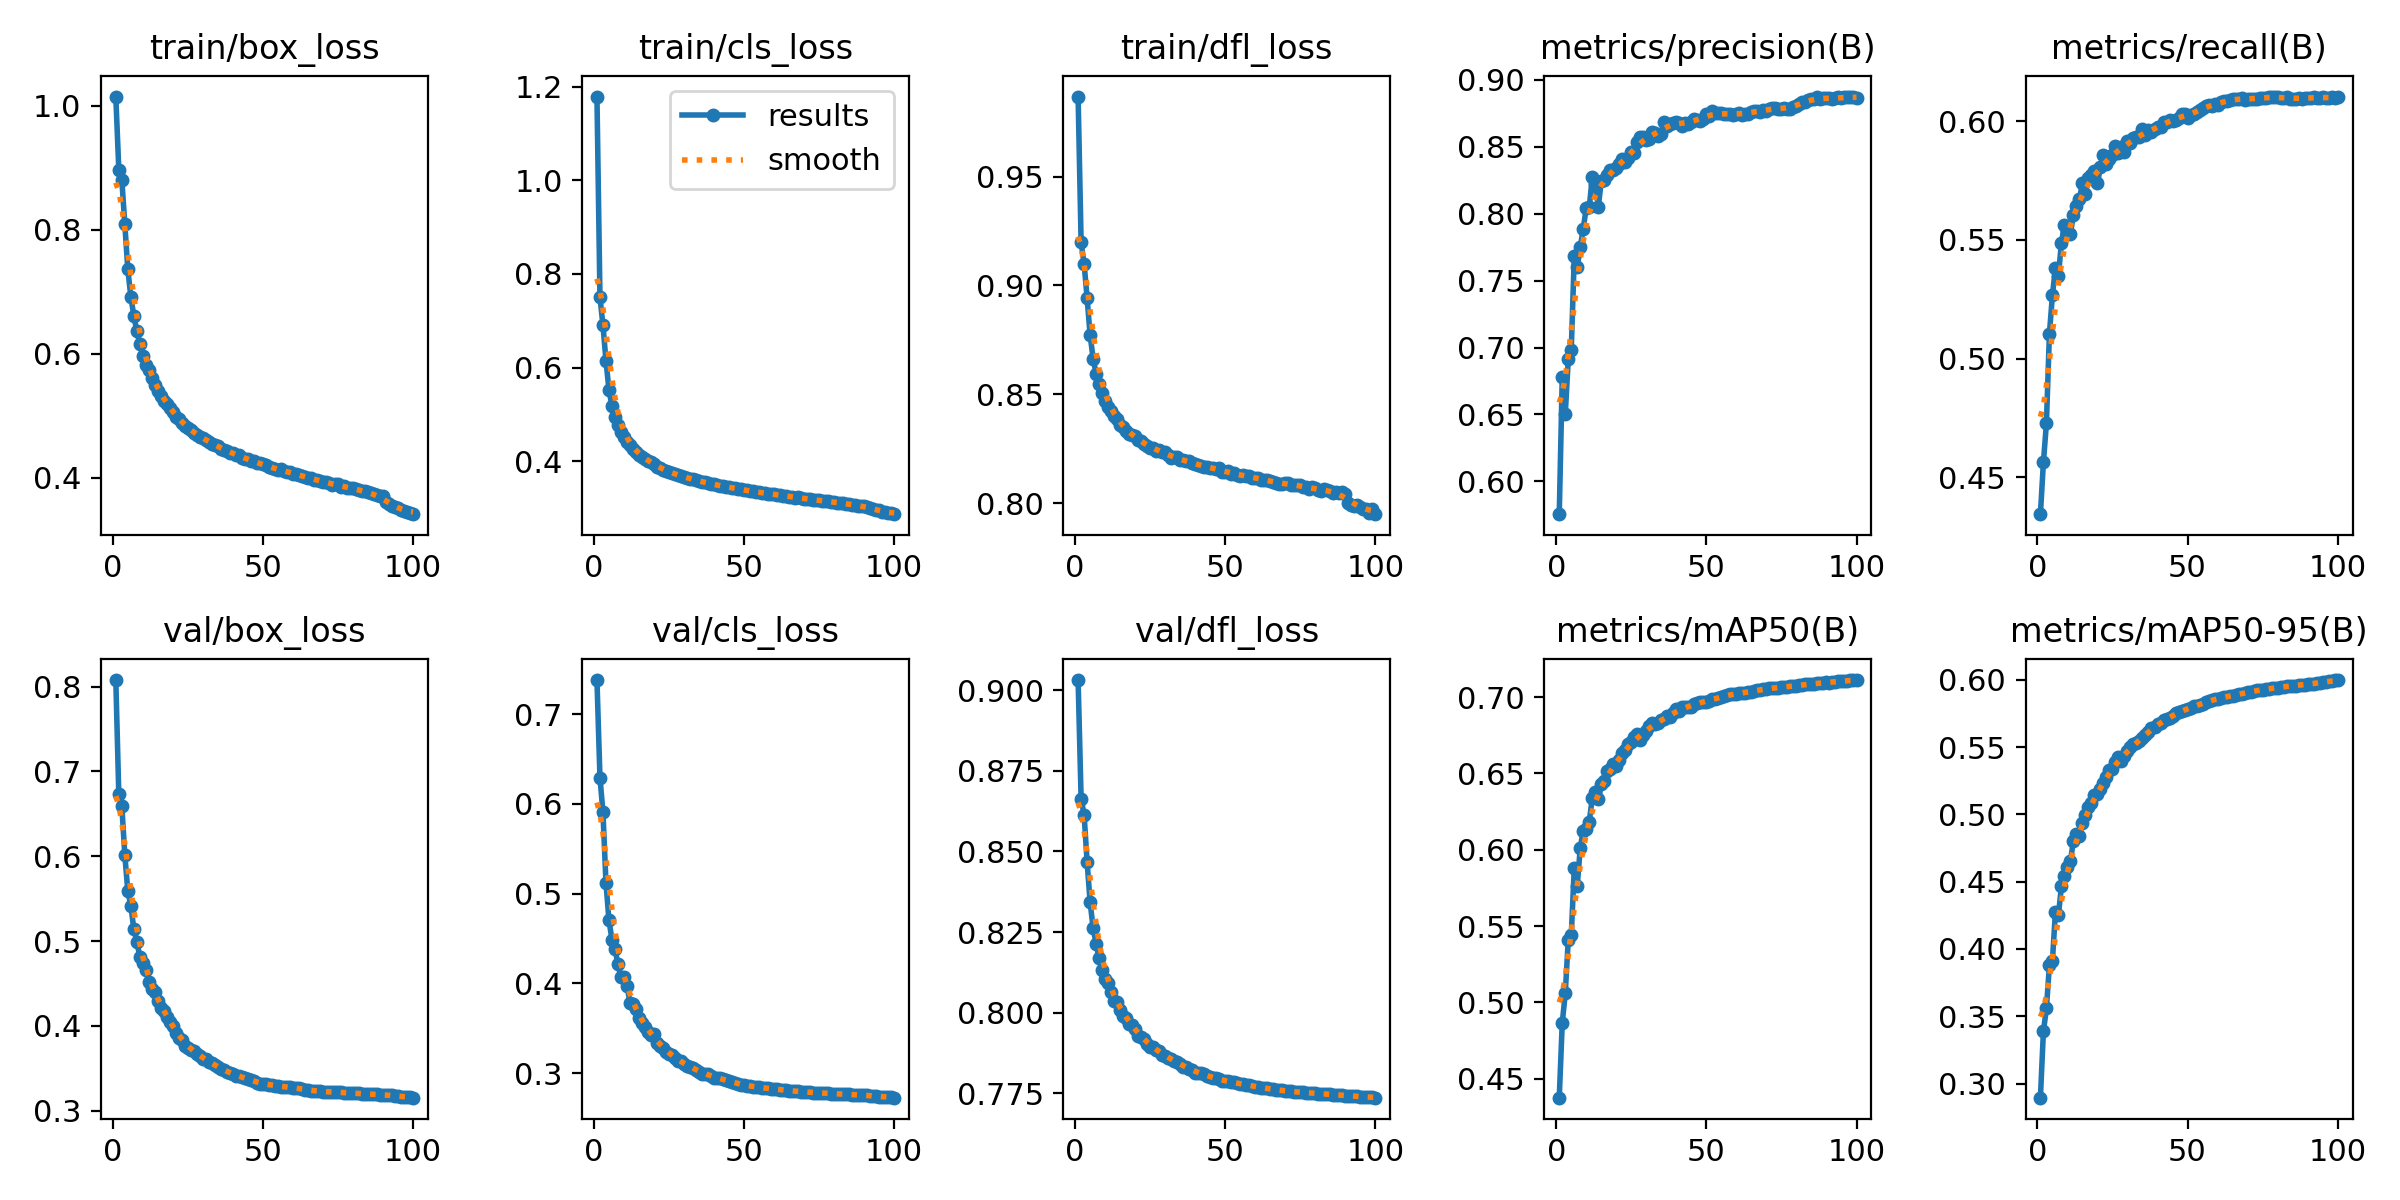 train/box_loss
1.0
0.8
0.6
0.4
0 50 100
train/cls_loss
1.2
1.0
0.8
0.6
0.4
0 50 100
results
smooth
train/dfl_loss
0.95
0.90
0.85
0.80
0 50 100
metrics/precision(B)
0.90
0.85
0.80
0.75
0.70
0.65
0.60
0 50 100
metrics/recall(B)
0.60
0.55
0.50
0.45
0 50 100
val/box_loss
0.8
0.7
0.6
0.5
0.4
0.3
0 50 100
val/cls_loss
0.7
0.6
0.5
0.4
0.3
0 50 100
val/dfl_loss
0.900
0.875
0.850
0.825
0.800
0.775
0 50 100
metrics/mAP50(B)
0.70
0.65
0.60
0.55
0.50
0.45
0 50 100
metrics/mAP50-95(B)
0.60
0.55
0.50
0.45
0.40
0.35
0.30
0 50 100